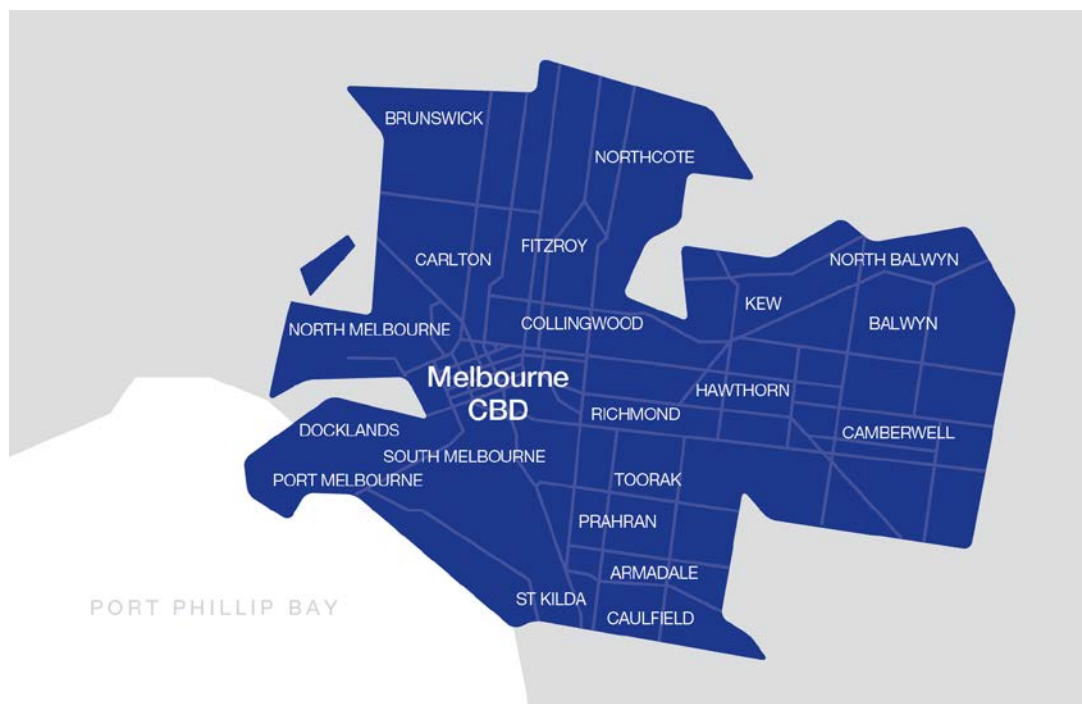 BRUNSWICK
NORTHCOTE
FITZROY
CARLTON
NORTH BALWYN
KEW
NORTH MELBOURNE
COLLINGWOOD
BALWYN
Melbourne
CBD
HAWTHORN
RICHMOND
DOCKLANDS
CAMBERWELL
SOUTH MELBOURNE
PORT MELBOURNE
TOORAK
PRAHRAN
ARMADALE
ST KILDA
PORT PHILLIP BAY
CAULFIELD